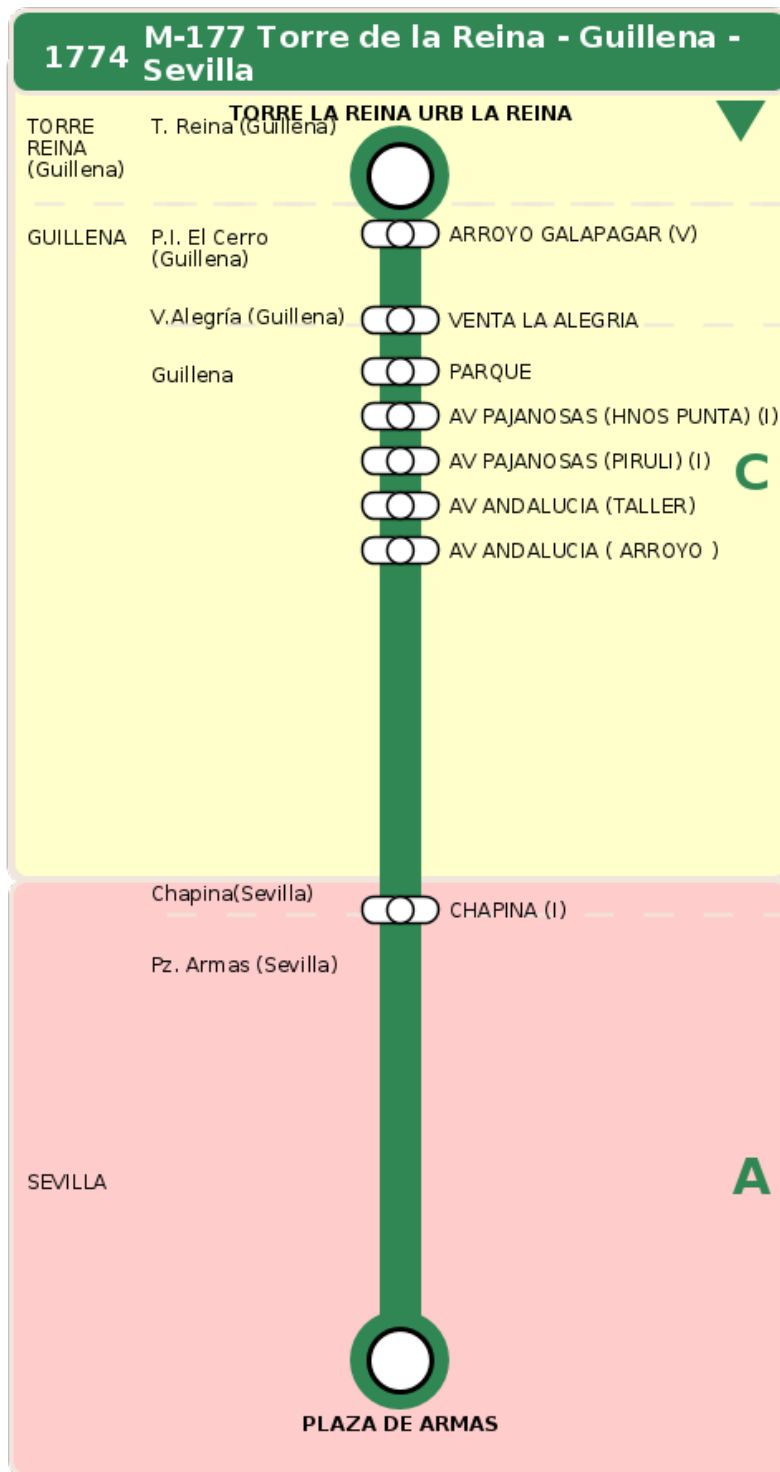 1774
M-177 Torre de la Reina - Guillena -
Sevilla
TORRE LA REINA URB LA REINA
TORRE
REINA
(Guillena)
T. Reina (Guillena)
GUILLENA
P.I. El Cerro
(Guillena)
ARROYO GALAPAGAR (V)
V.Alegría (Guillena)
VENTA LA ALEGRIA
Guillena
PARQUE
AV PAJANOSAS (HNOS PUNTA) (I)
AV PAJANOSAS (PIRULI) (I)
C
AV ANDALUCIA (TALLER)
AV ANDALUCIA ( ARROYO )
Chapina(Sevilla)
CHAPINA (I)
Pz. Armas (Sevilla)
SEVILLA
A
PLAZA DE ARMAS